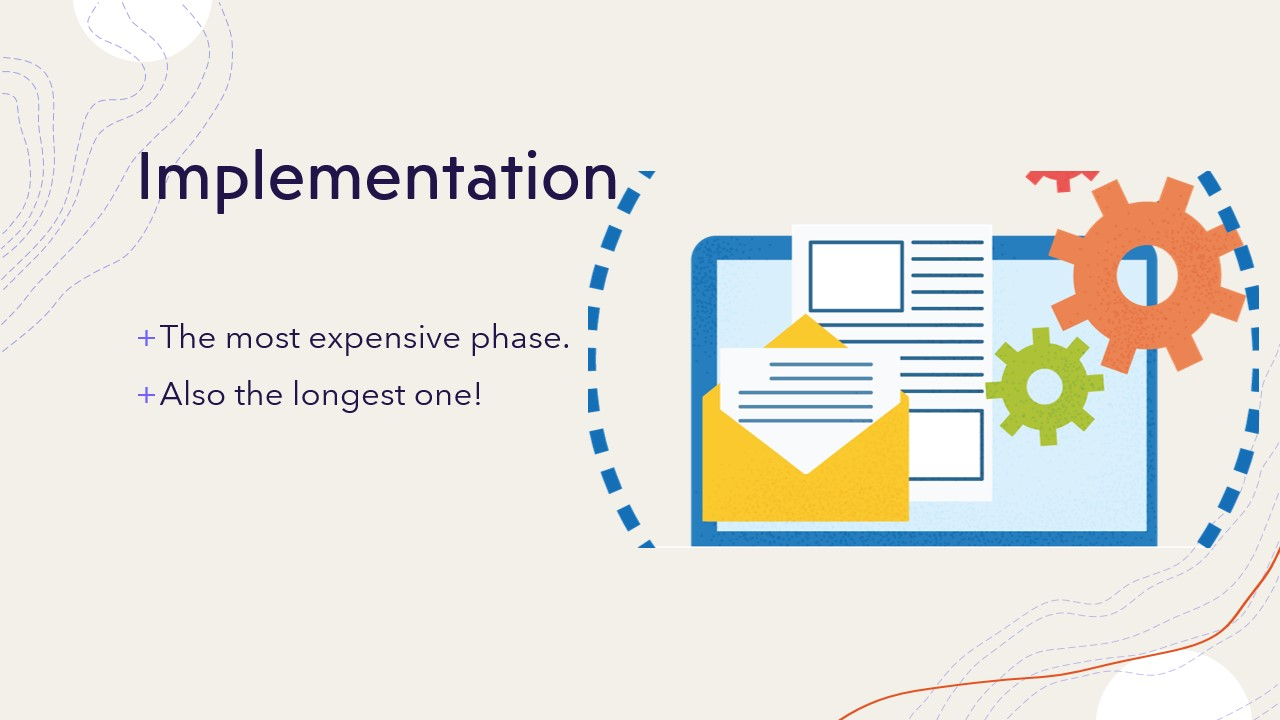 Implementation
+The most expensive phase.
+Also the longest one!